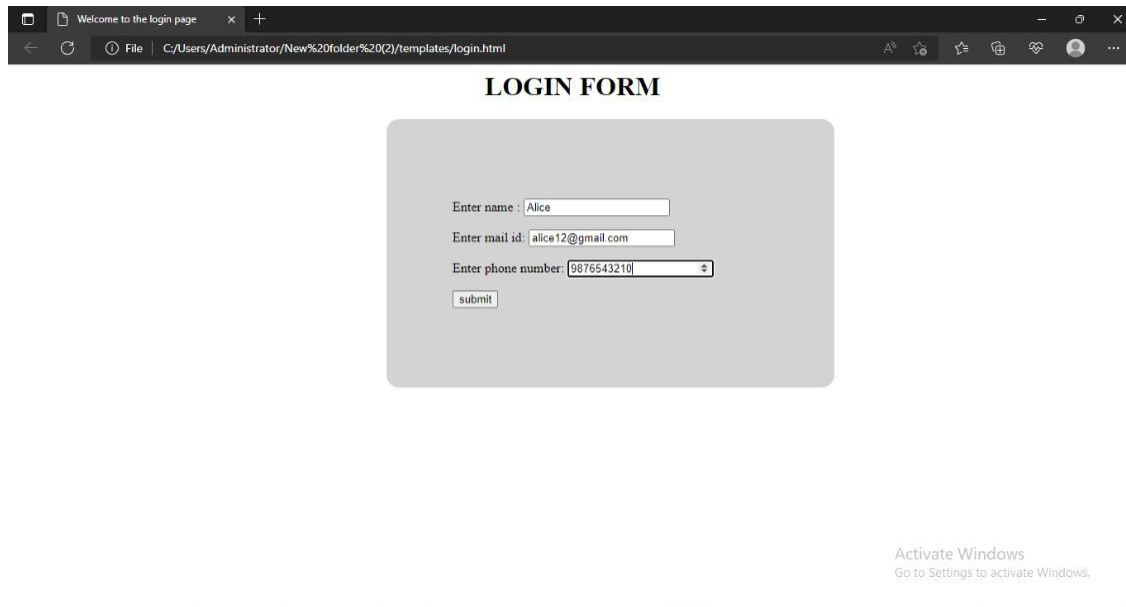 Welcome to the login page
File C:/Users/Administrator/New%20folder%20(2)/templates/login.html
LOGIN FORM
Enter name : Alice
Enter mail id: alice12@gmail.com
Enter phone number: 9876543210
submit
Activate Windows
Go to Settings to activate Windows.